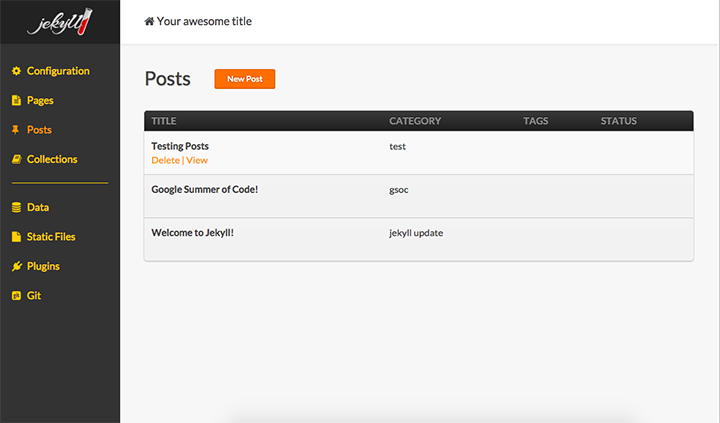 jekyll
Your awesome title
Configuration
Pages
Posts
Collections
Data
Static Files
Plugins
Git
Posts
New Post
TITLE CATEGORY TAGS STATUS
Testing Posts test
Delete | View
Google Summer of Code! gsoc
Welcome to Jekyll! jekyll update